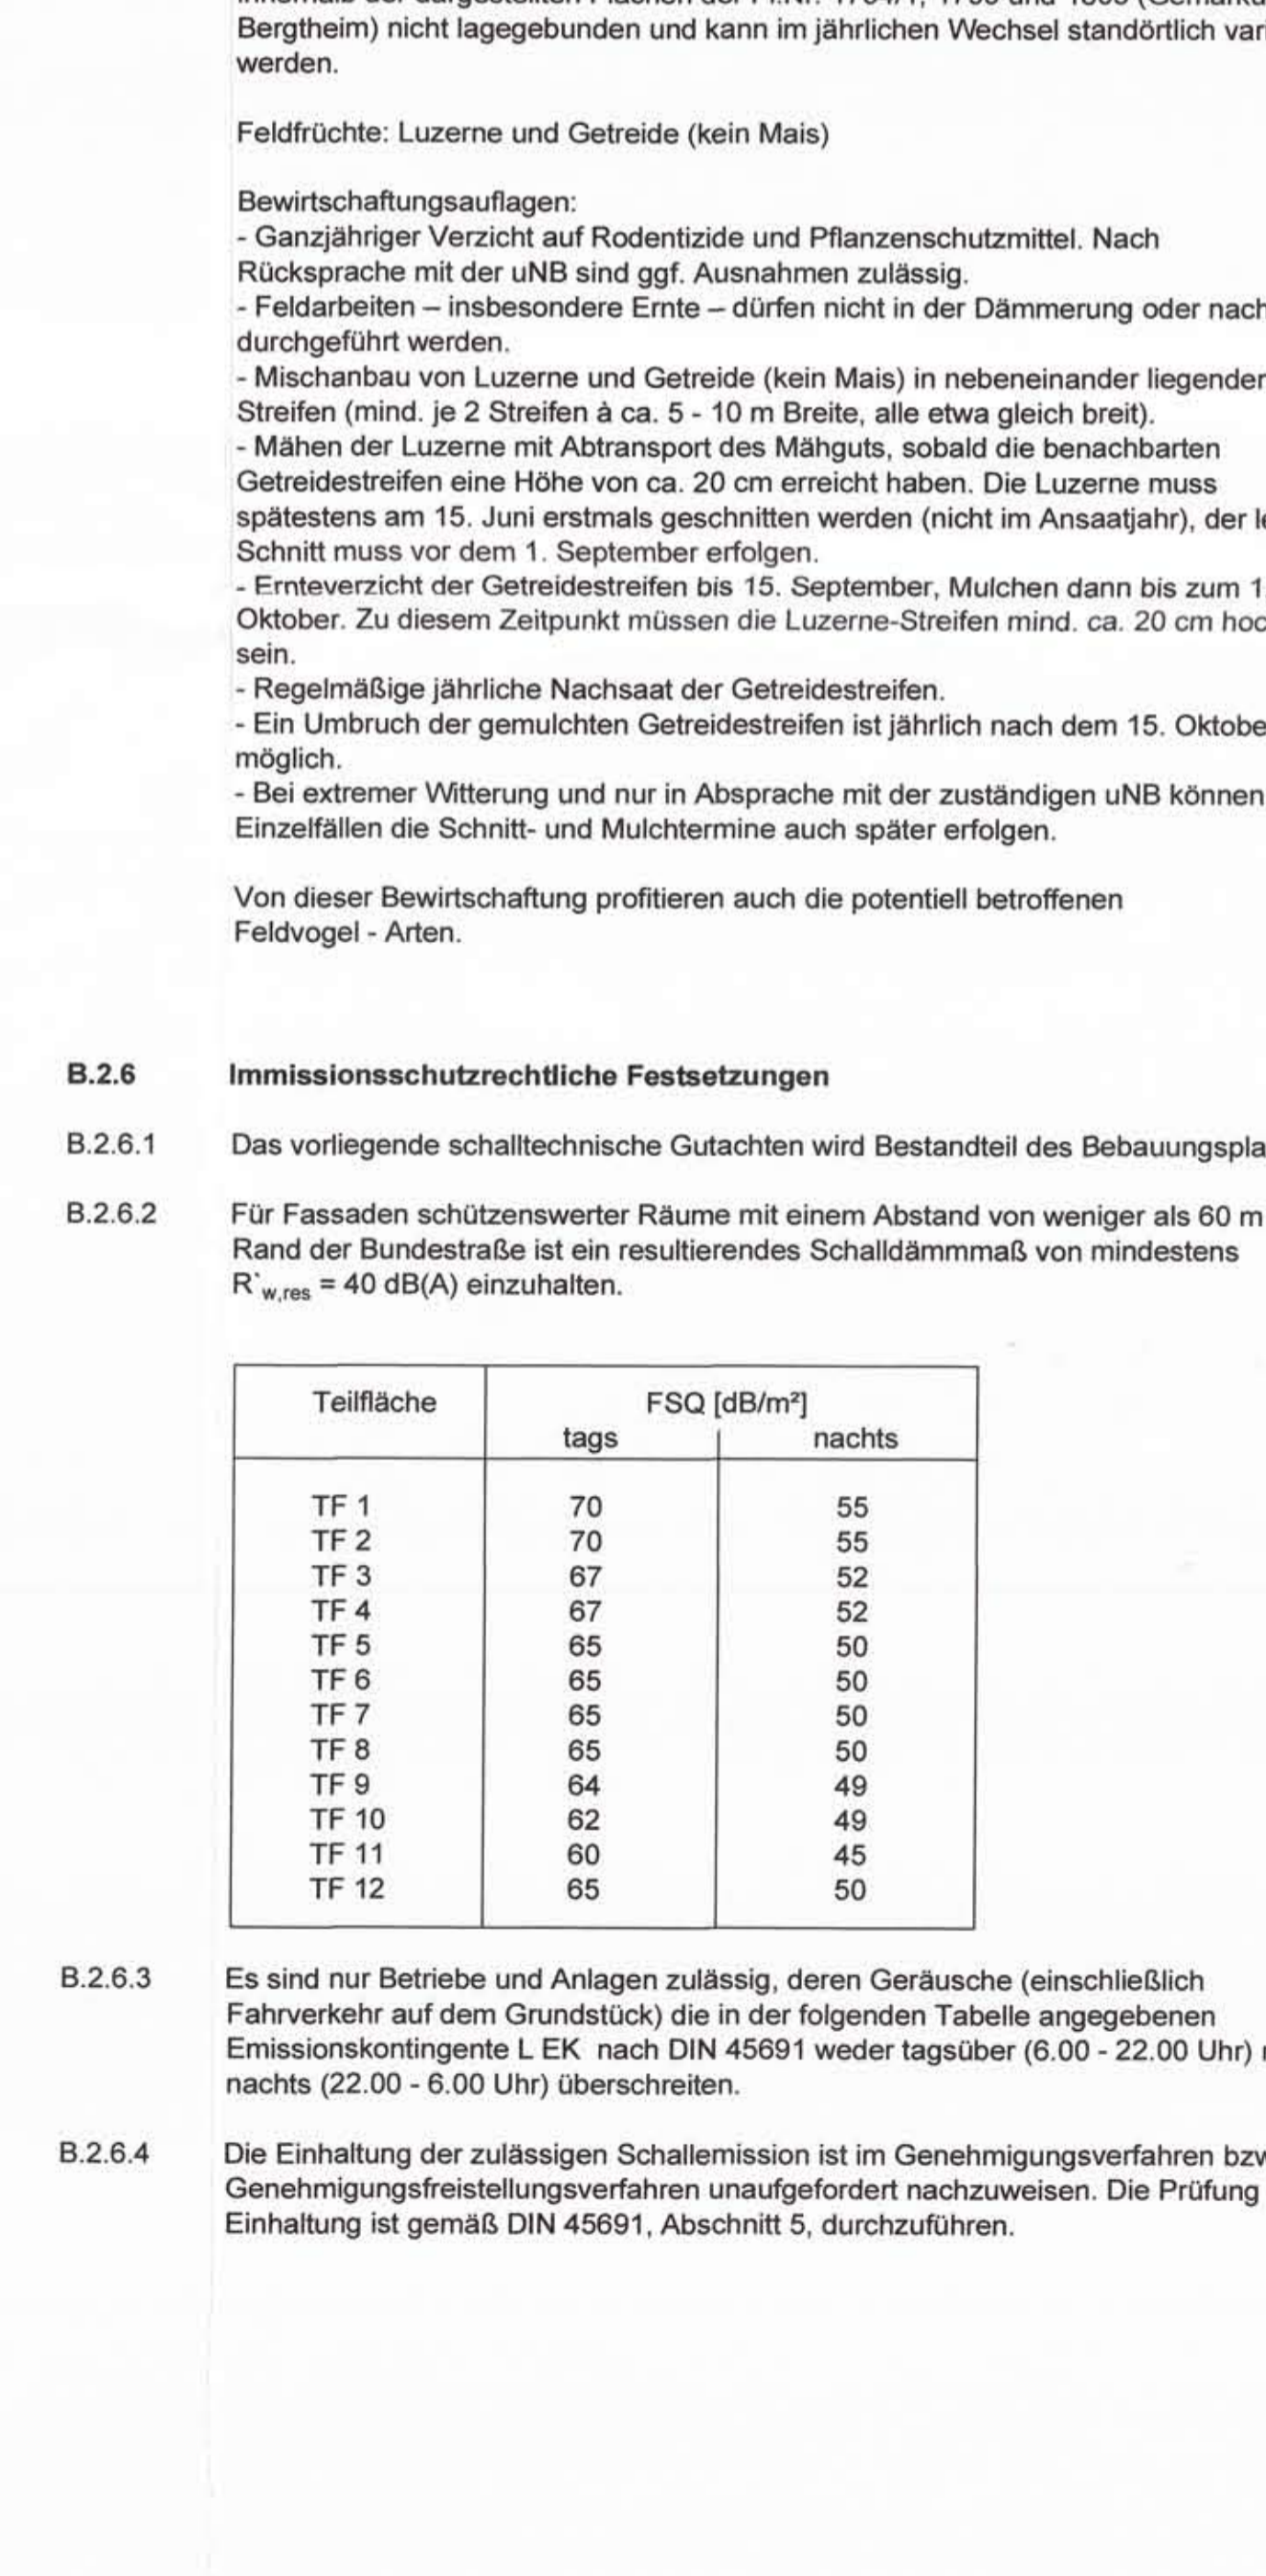 Bergtheim) nicht lagegebunden und kann im jährlichen Wechsel standörtlich
werden.
Feldfrüchte: Luzerne und Getreide (kein Mais)
Bewirtschaftungsauflagen:
- Ganzjähriger Verzicht auf Rodentizide und Pflanzenschutzmittel. Nach
Rücksprache mit der uNB sind ggf. Ausnahmen zulässig.
- Feldarbeiten – insbesondere Ernte – dürfen nicht in der Dämmerung oder nach
durchgeführt werden.
- Mischanbau von Luzerne und Getreide (kein Mais) in nebeneinander liegenden
Streifen (mind. je 2 Streifen à ca. 5 - 10 m Breite, alle etwa gleich breit).
- Mähen der Luzerne mit Abtransport des Mähguts, sobald die benachbarten
Getreidestreifen eine Höhe von ca. 20 cm erreicht haben. Die Luzerne muss
spätestens am 15. Juni erstmals geschnitten werden (nicht im Ansaatjahr), der
Schnitt muss vor dem 1. September erfolgen.
- Ernteverzicht der Getreidestreifen bis 15. September, Mulchen dann bis zum 1
Oktober. Zu diesem Zeitpunkt müssen die Luzerne-Streifen mind. ca. 20 cm hoc
sein.
- Regelmäßige jährliche Nachsaat der Getreidestreifen.
- Ein Umbruch der gemulchten Getreidestreifen ist jährlich nach dem 15. Oktobe
möglich.
- Bei extremer Witterung und nur in Absprache mit der zuständigen uNB können
Einzelfällen die Schnitt- und Mulchtermine auch später erfolgen.
Von dieser Bewirtschaftung profitieren auch die potentiell betroffenen
Feldvogel - Arten.
B.2.6 Immissionsschutzrechtliche Festsetzungen
B.2.6.1 Das vorliegende schalltechnische Gutachten wird Bestandteil des Bebauungspla
B.2.6.2 Für Fassaden schützenswerter Räume mit einem Abstand von weniger als 60 m
Rand der Bundestraße ist ein resultierendes Schalldämmmaß von mindestens
R`w,res = 40 dB(A) einzuhalten.
Teilfläche FSQ [dB/m²]
tags nachts
TF 1 70 55
TF 2 70 55
TF 3 67 52
TF 4 67 52
TF 5 65 50
TF 6 65 50
TF 7 65 50
TF 8 65 50
TF 9 64 49
TF 10 62 49
TF 11 60 45
TF 12 65 50
B.2.6.3 Es sind nur Betriebe und Anlagen zulässig, deren Geräusche (einschließlich
Fahrverkehr auf dem Grundstück) die in der folgenden Tabelle angegebenen
Emissionskontingente L EK nach DIN 45691 weder tagsüber (6.00 - 22.00 Uhr)
nachts (22.00 - 6.00 Uhr) überschreiten.
B.2.6.4 Die Einhaltung der zulässigen Schallemission ist im Genehmigungsverfahren bzw
Genehmigungsfreistellungsverfahren unaufgefordert nachzuweisen. Die Prüfung
Einhaltung ist gemäß DIN 45691, Abschnitt 5, durchzuführen.